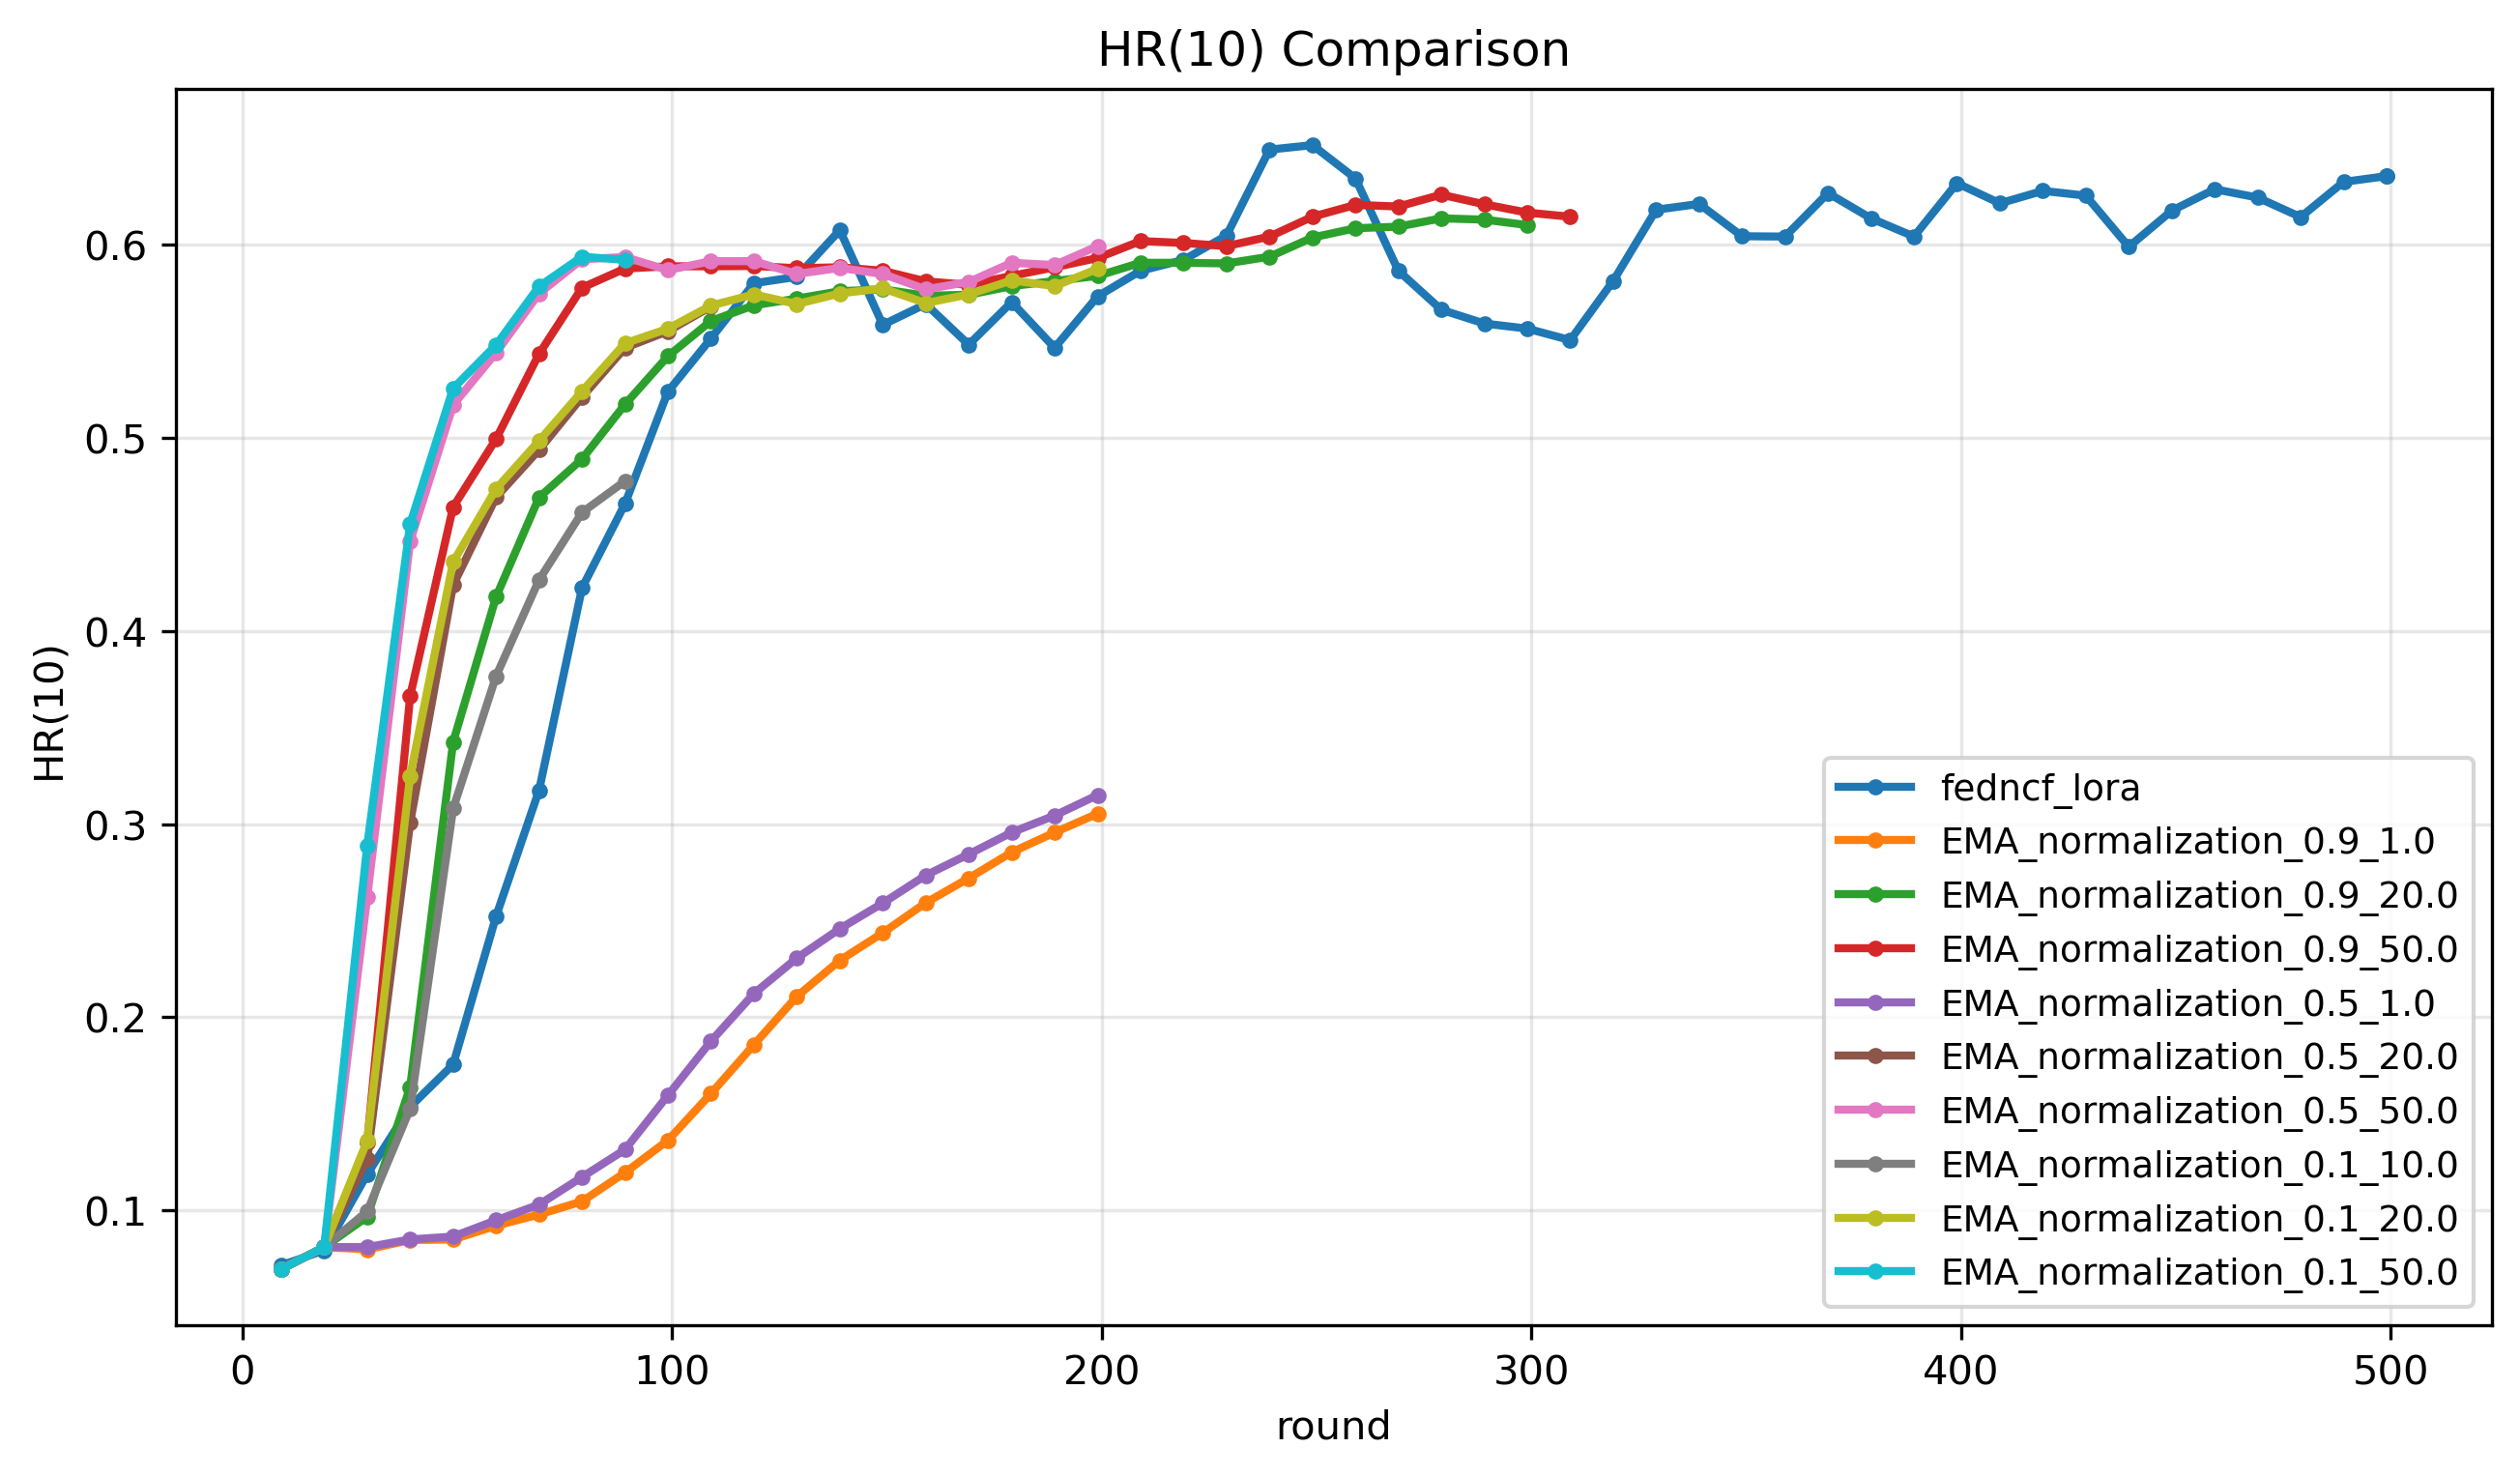 HR(10) Comparison
HR(10)
0.6
0.5
0.4
0.3
0.2
0.1
0
100
200
300
400
500
round
fedncf_lora
EMA_normalization_0.9_1.0
EMA_normalization_0.9_20.0
EMA_normalization_0.9_50.0
EMA_normalization_0.5_1.0
EMA_normalization_0.5_20.0
EMA_normalization_0.5_50.0
EMA_normalization_0.1_10.0
EMA_normalization_0.1_20.0
EMA_normalization_0.1_50.0